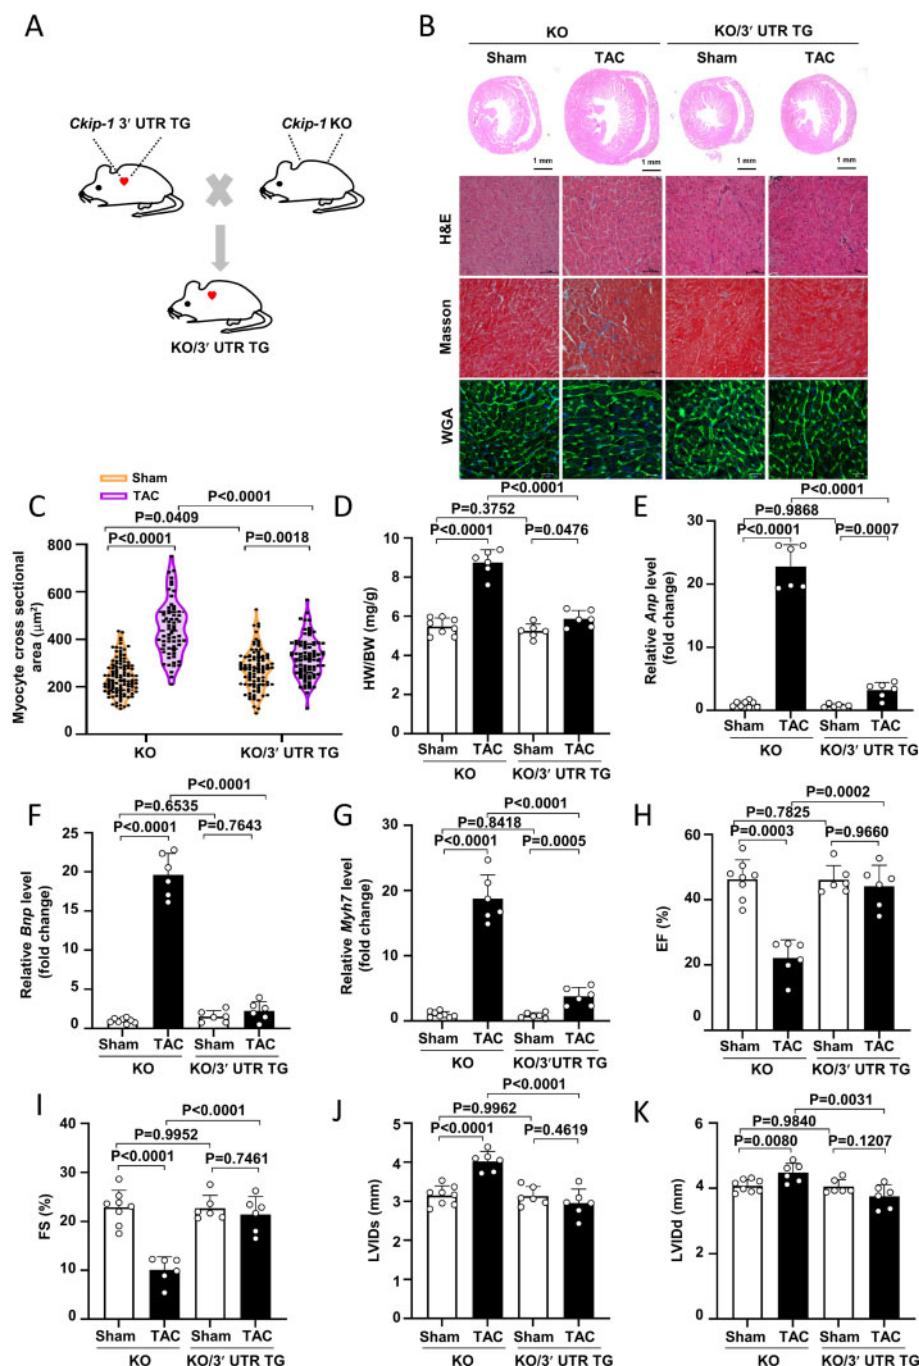 A
Ckip-1 3′ UTR TG
Ckip-1 KO
KO/3′ UTR TG
B
KO
KO/3′ UTR TG
Sham
TAC
Sham
TAC
1 mm
1 mm
1 mm
1 mm
H&E
Masson
WGA
Sham
TAC
C
P<0.0001
P=0.0409
P<0.0001
P=0.0018
Myocyte cross sectional
area (μm²)
800
600
400
200
0
KO
KO/3′ UTR TG
D
P<0.0001
P=0.3752
P<0.0001
P=0.0476
HW/BW (mg/g)
10
8
6
4
2
0
Sham
TAC
Sham
TAC
KO
KO/3′ UTR TG
E
P<0.0001
P=0.9868
P<0.0001
P=0.0007
Relative Anp level
(fold change)
30
20
10
0
Sham
TAC
Sham
TAC
KO
KO/3′ UTR TG
F
P<0.0001
P=0.6535
P<0.0001
P=0.7643
Relative Bnp level
(fold change)
25
20
15
10
5
0
Sham
TAC
Sham
TAC
KO
KO/3′ UTR TG
G
P<0.0001
P=0.8418
P<0.0001
P=0.0005
Relative Myh7 level
(fold change)
30
20
10
0
Sham
TAC
Sham
TAC
KO
KO/3′UTR TG
H
P=0.0002
P=0.7825
P=0.0003
P=0.9660
EF (%)
60
40
20
0
Sham
TAC
Sham
TAC
KO
KO/3′ UTR TG
I
P<0.0001
P=0.9952
P<0.0001
P=0.7461
FS (%)
40
30
20
10
0
Sham
TAC
Sham
TAC
KO
KO/3′ UTR TG
J
P<0.0001
P=0.9962
P<0.0001
P=0.4619
LVIDs (mm)
5
4
3
2
1
0
Sham
TAC
Sham
TAC
KO
KO/3′ UTR TG
K
P=0.0031
P=0.9840
P=0.0080
P=0.1207
LVIDd (mm)
6
4
2
0
Sham
TAC
Sham
TAC
KO
KO/3′ UTR TG